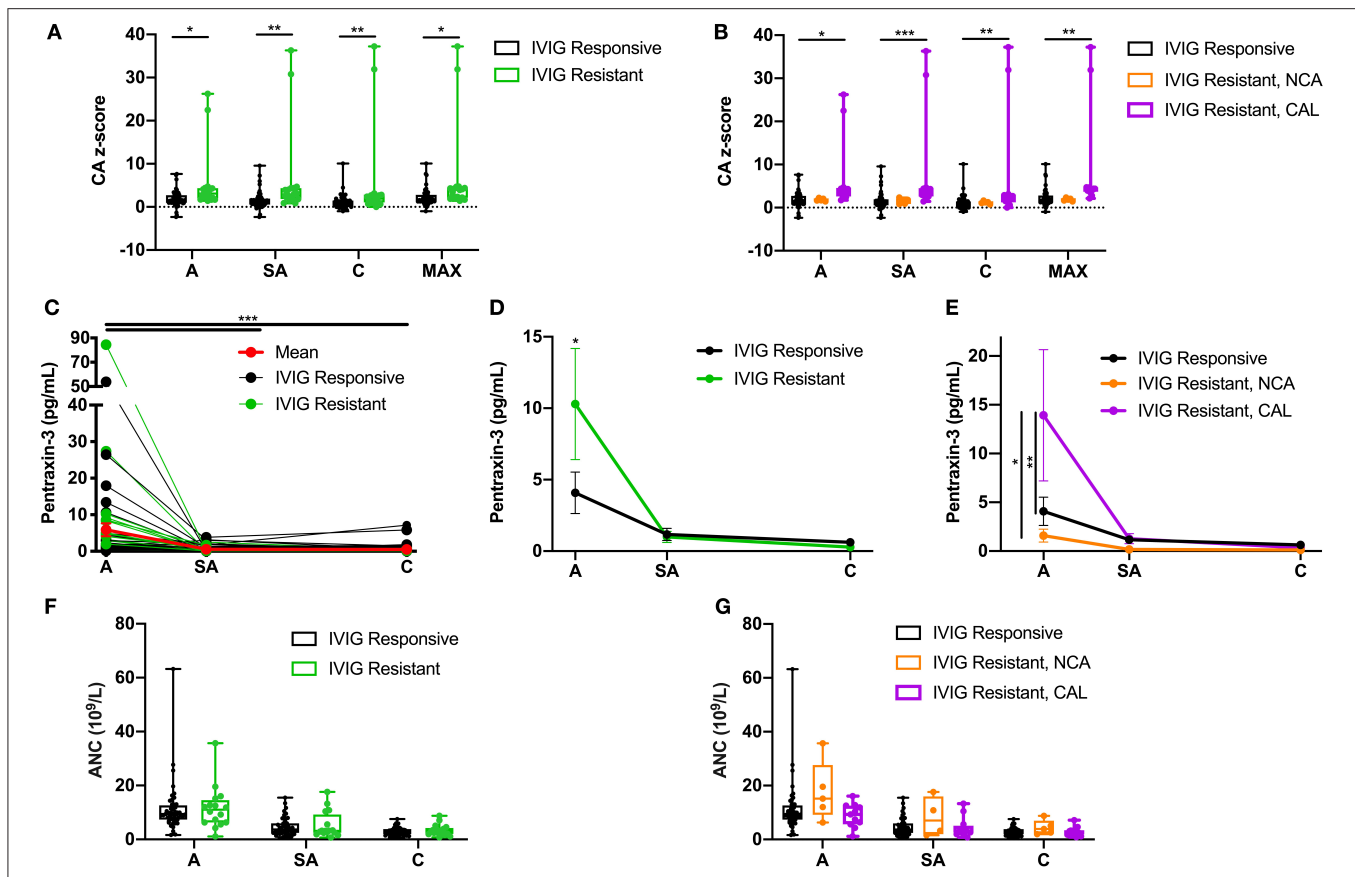 A
40
30
20
10
0
-10
CA z-score
*
**
**
*
A
SA
C
MAX
IVIG Responsive
IVIG Resistant
B
40
30
20
10
0
-10
CA z-score
*
***
**
**
A
SA
C
MAX
IVIG Responsive
IVIG Resistant, NCA
IVIG Resistant, CAL
C
***
90
50
40
30
20
10
0
Pentraxin-3 (pg/mL)
A
SA
C
Mean
IVIG Responsive
IVIG Resistant
D
15
10
5
0
Pentraxin-3 (pg/mL)
*
A
SA
C
IVIG Responsive
IVIG Resistant
E
20
15
10
5
0
Pentraxin-3 (pg/mL)
*
**
A
SA
C
IVIG Responsive
IVIG Resistant, NCA
IVIG Resistant, CAL
F
80
60
40
20
0
ANC (10⁹/L)
A
SA
C
IVIG Responsive
IVIG Resistant
G
80
60
40
20
0
ANC (10⁹/L)
A
SA
C
IVIG Responsive
IVIG Resistant, NCA
IVIG Resistant, CAL